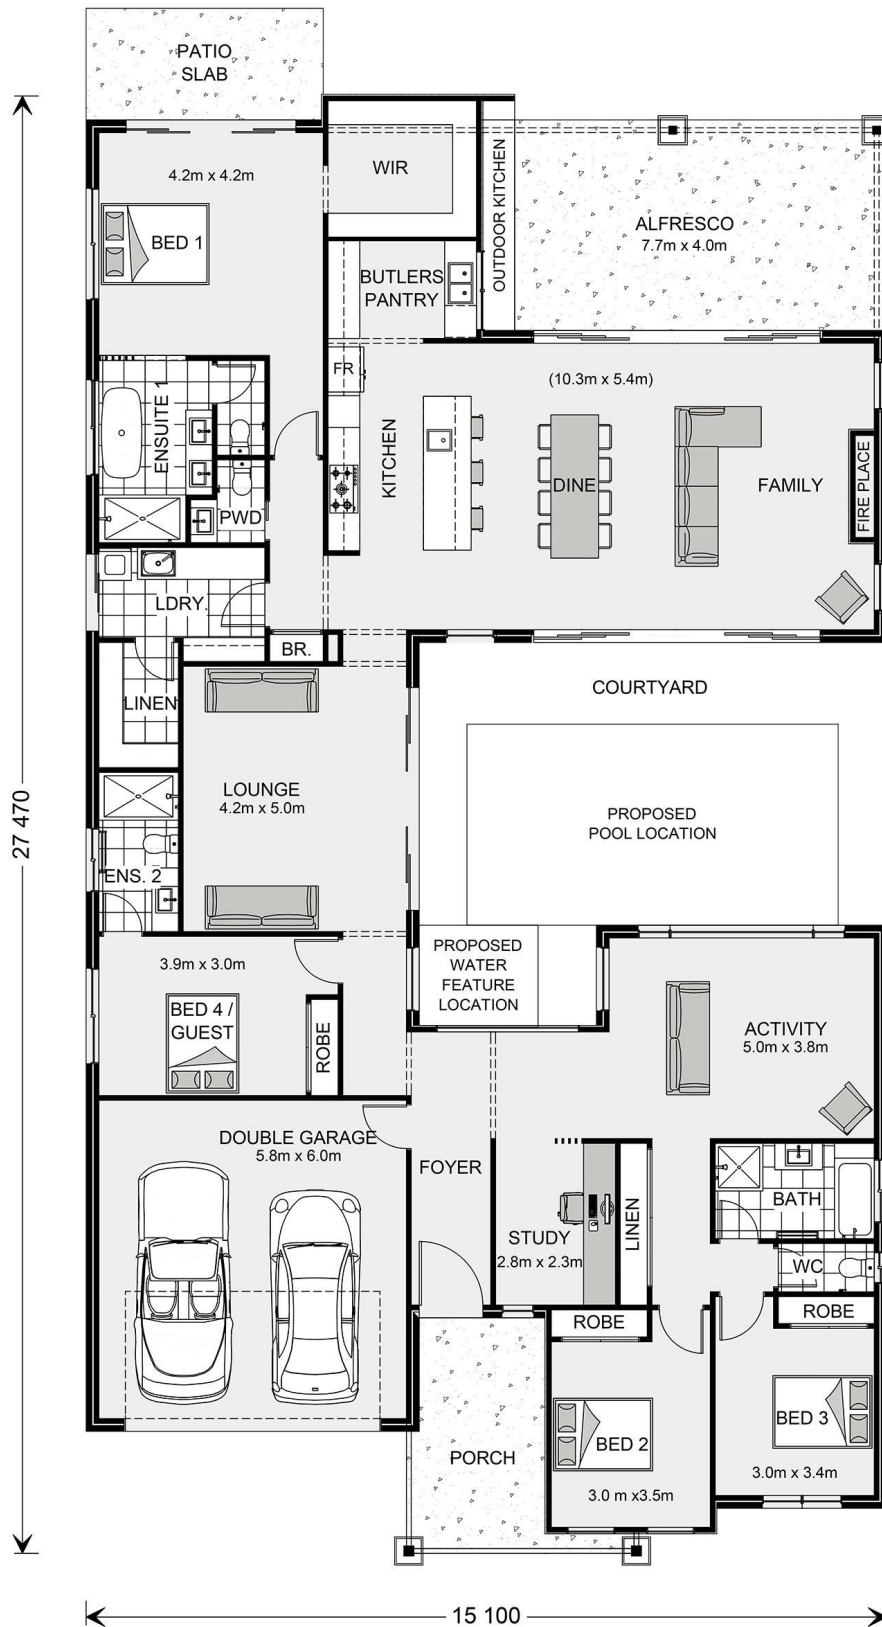 PATIO
SLAB
4.2m x 4.2m
WIR
BED 1
OUTDOOR KITCHEN
ALFRESCO
7.7m x 4.0m
BUTLERS
PANTRY
FR
(10.3m x 5.4m)
ENSUITE 1
KITCHEN
DINE
FAMILY
FIRE PLACE
PWD
LDRY.
BR.
LINEN
COURTYARD
LOUNGE
4.2m x 5.0m
PROPOSED
POOL LOCATION
27 470
ENS. 2
3.9m x 3.0m
PROPOSED
WATER
FEATURE
LOCATION
BED 4 /
GUEST
ROBE
ACTIVITY
5.0m x 3.8m
DOUBLE GARAGE
5.8m x 6.0m
FOYER
STUDY
2.8m x 2.3m
LINEN
BATH
WC
ROBE
ROBE
BED 2
3.0 m x3.5m
BED 3
3.0m x 3.4m
PORCH
15 100